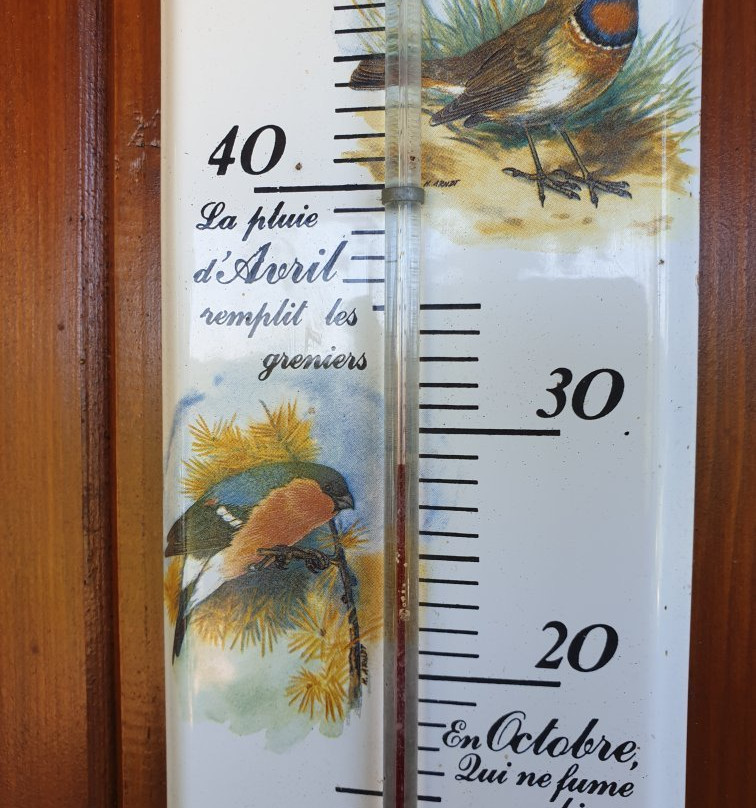 40
La pluie
d'Avril
remplit les
greniers
30
20
En Octobre,
Qui ne fume